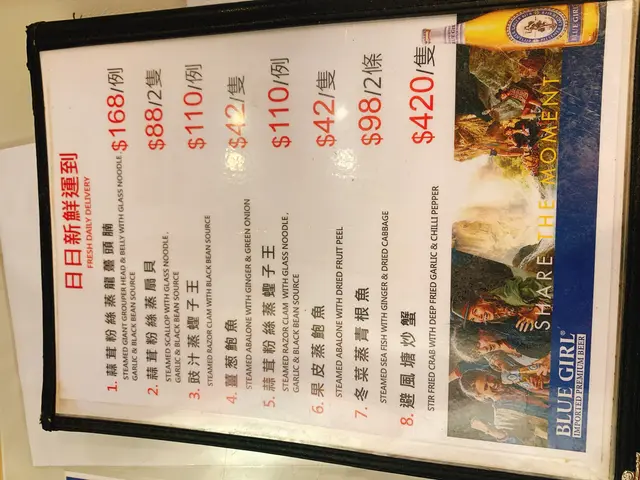 日日新鮮運到
FRESH DAILY DELIVERY
1. 蒜茸粉絲蒸龍躉頭腩 $168/例
STEAMED GIANT GROUPER HEAD & BELLY WITH GLASS NOODLE,
GARLIC & BLACK BEAN SOURCE
2. 蒜茸粉絲蒸扇貝 $88/2隻
STEAMED SCALLOP WITH GLASS NOODLE,
GARLIC & BLACK BEAN SOURCE
3. 豉汁蒸蟶子王 $110/例
STEAMED RAZOR CLAM WITH BLACK BEAN SOURCE
4. 薑葱鮑魚 $42/隻
STEAMED ABALONE WITH GINGER & GREEN ONION
5. 蒜茸粉絲蒸蟶子王 $110/例
STEAMED RAZOR CLAM WITH GLASS NOODLE,
GARLIC & BLACK BEAN SOURCE
6. 果皮蒸鮑魚 $42/隻
STEAMED ABALONE WITH DRIED FRUIT PEEL
7. 冬菜蒸青根魚 $98/2條
STEAMED SEA FISH WITH GINGER & DRIED CABBAGE
8. 避風塘炒蟹 $420/隻
STIR FRIED CRAB WITH DEEP FRIED GARLIC & CHILLI PEPPER
SHARE THE MOMENT
BLUE GIRL
IMPORTED PREMIUM BEER
BLUE GIRL